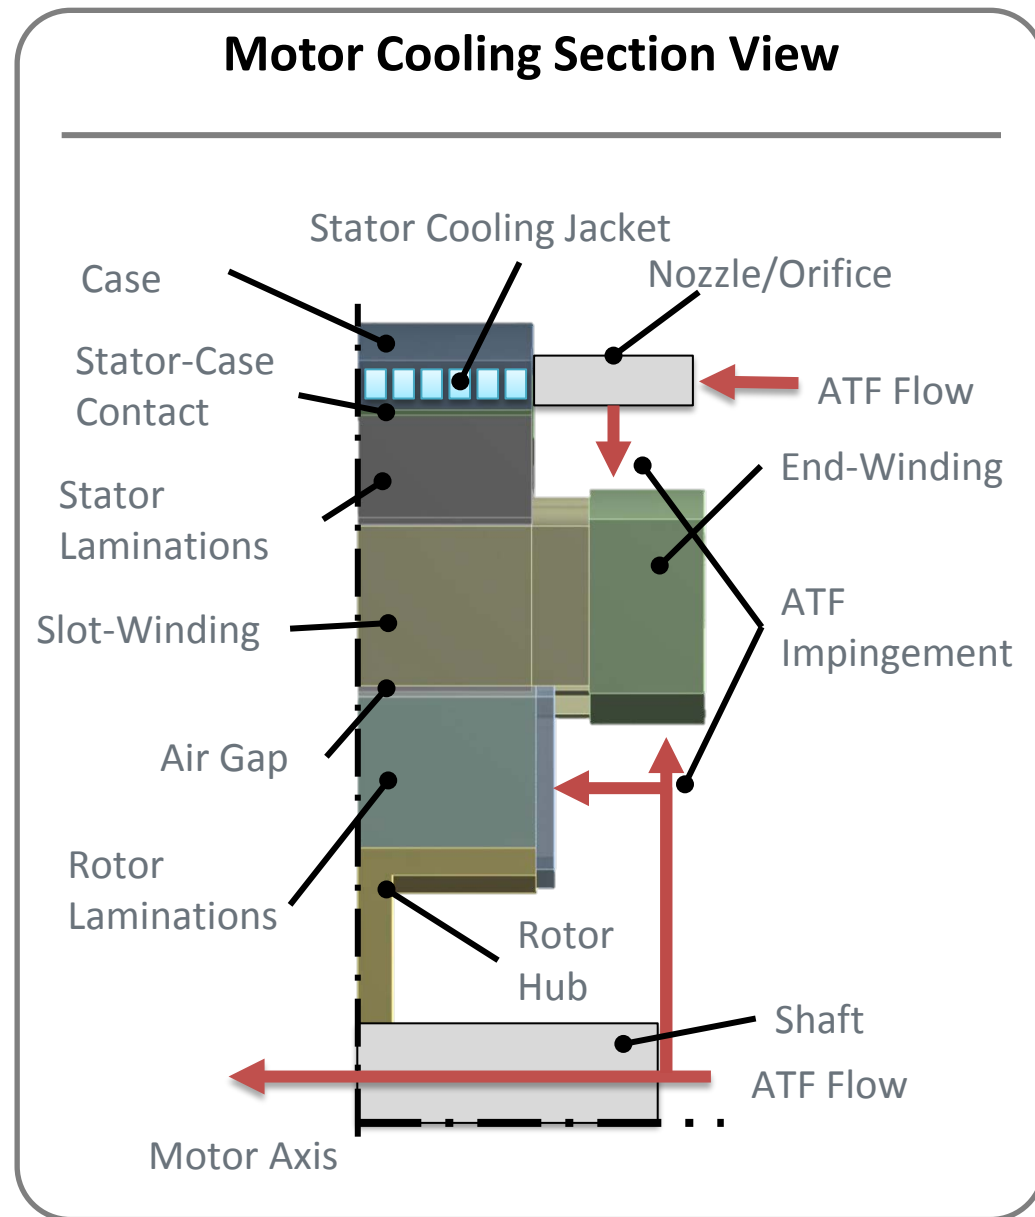 Motor Cooling Section View
Stator Cooling Jacket
Case
Nozzle/Orifice
Stator-Case
Contact
ATF Flow
End-Winding
Stator
Laminations
ATF
Impingement
Slot-Winding
Air Gap
Rotor
Laminations
Rotor
Hub
Shaft
ATF Flow
Motor Axis